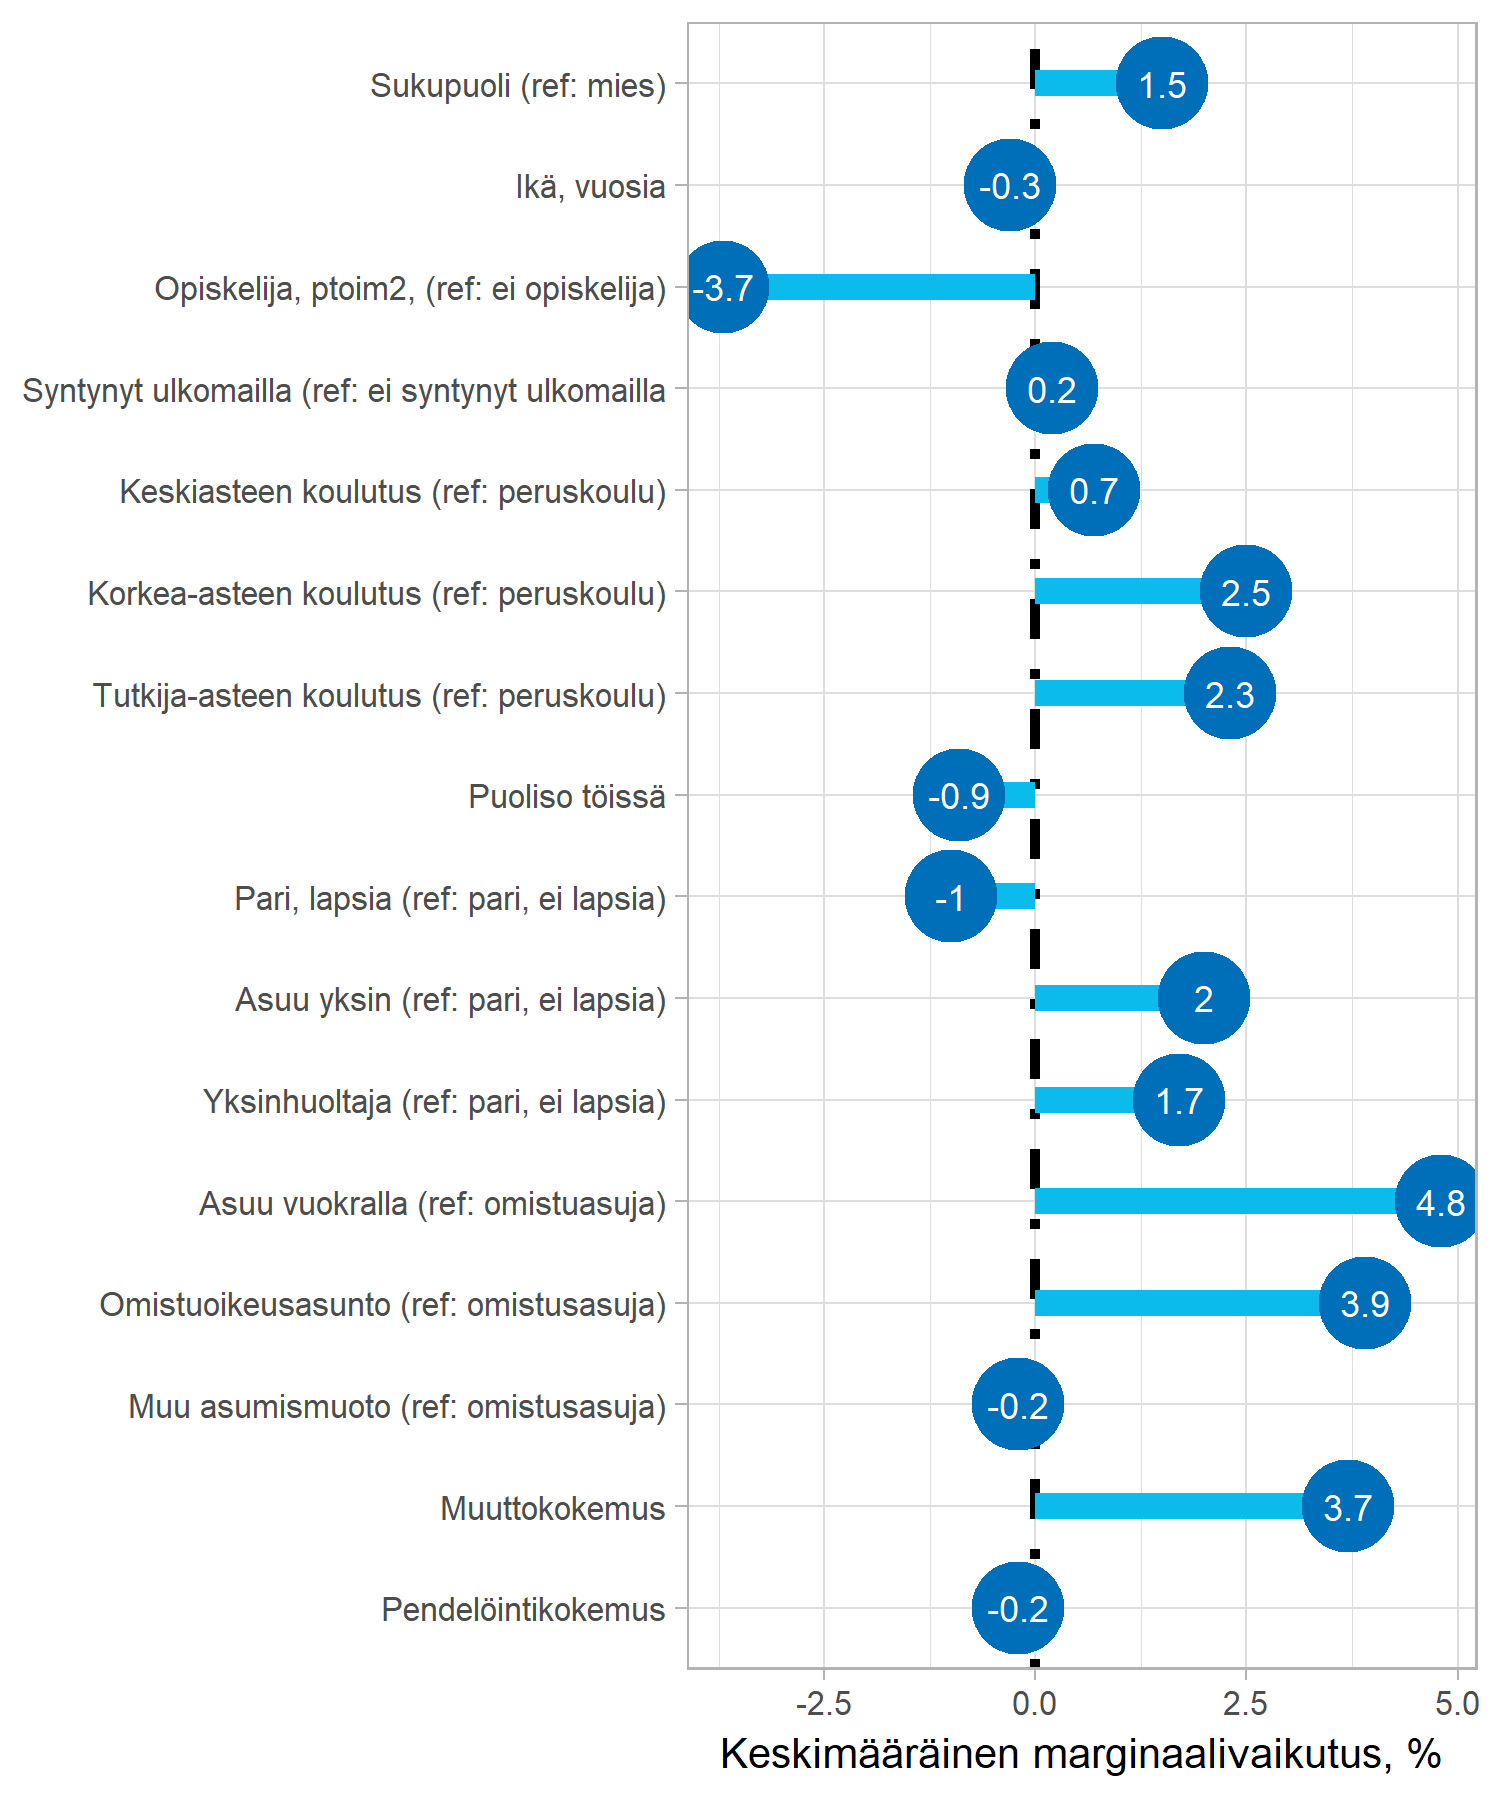 Sukupuoli (ref: mies) 1.5
Ikä, vuosia -0.3
Opiskelija, ptoim2, (ref: ei opiskelija) -3.7
Syntynyt ulkomailla (ref: ei syntynyt ulkomailla 0.2
Keskiasteen koulutus (ref: peruskoulu) 0.7
Korkea-asteen koulutus (ref: peruskoulu) 2.5
Tutkija-asteen koulutus (ref: peruskoulu) 2.3
Puoliso töissä -0.9
Pari, lapsia (ref: pari, ei lapsia) -1
Asuu yksin (ref: pari, ei lapsia) 2
Yksinhuoltaja (ref: pari, ei lapsia) 1.7
Asuu vuokralla (ref: omistuasuja) 4.8
Omistuoikeusasunto (ref: omistusasuja) 3.9
Muu asumismuoto (ref: omistusasuja) -0.2
Muuttokokemus 3.7
Pendelöintikokemus -0.2
-2.5 0.0 2.5 5.0
Keskimääräinen marginaalivaikutus, %